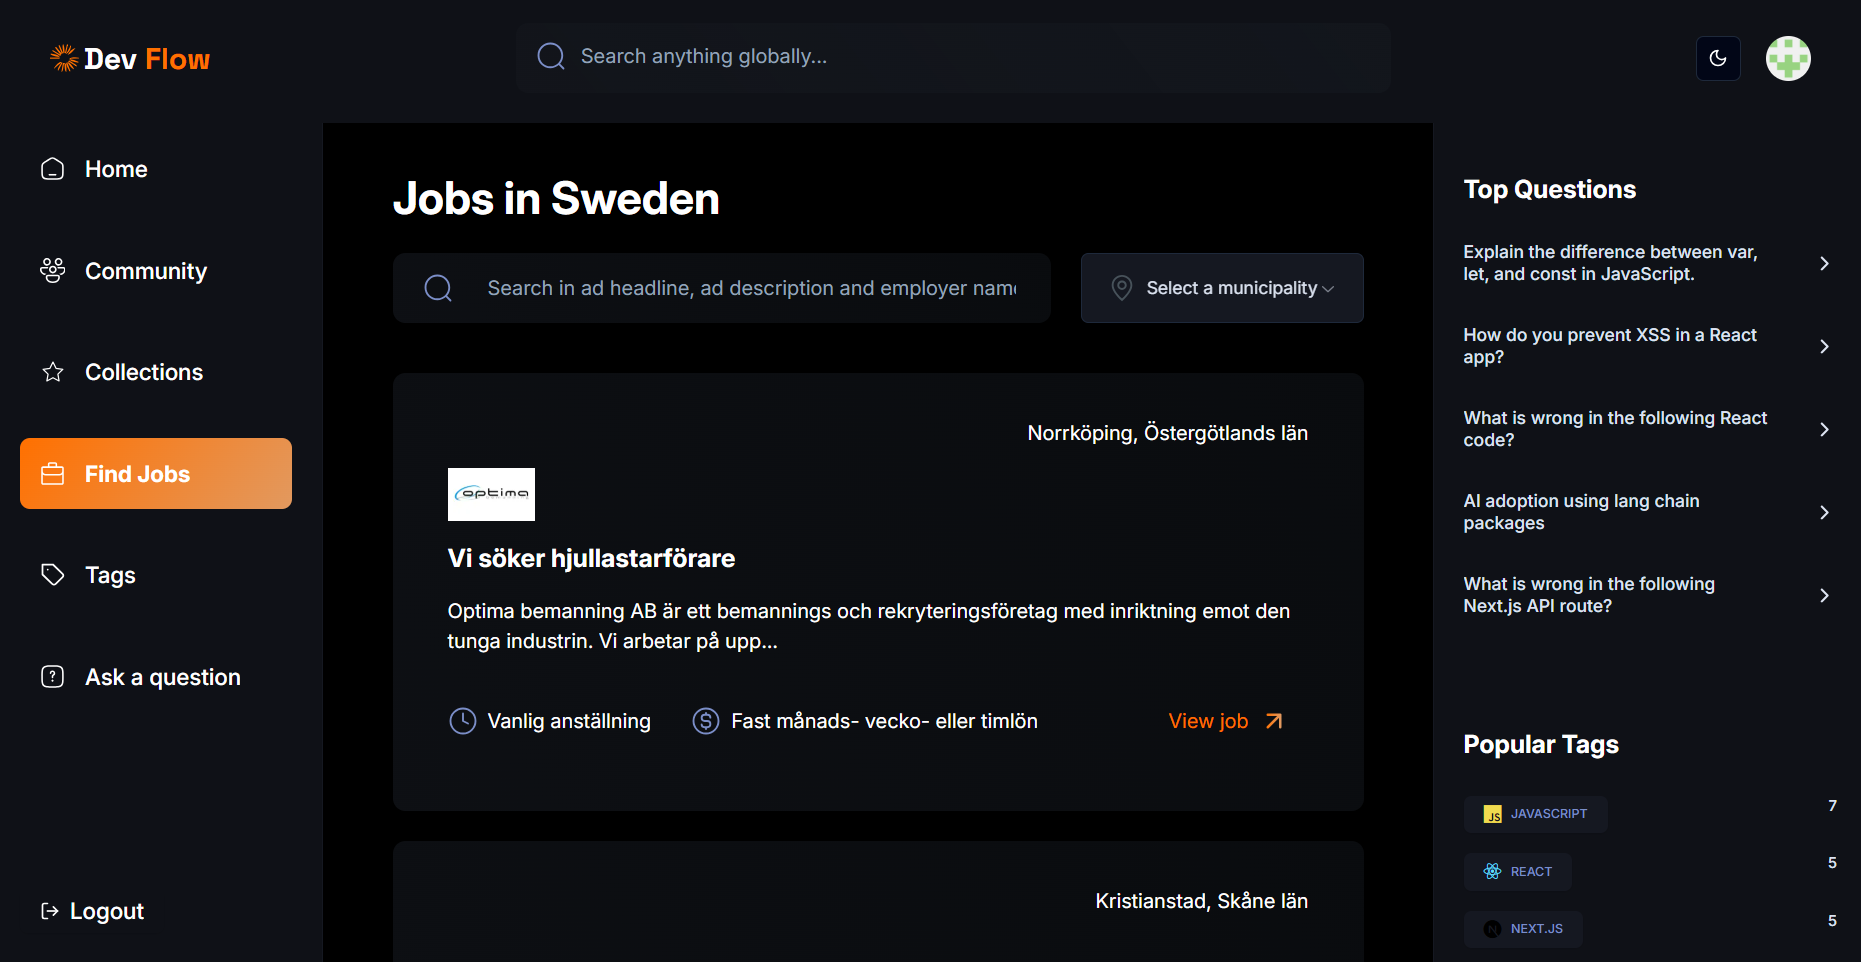 Dev Flow
Search anything globally...
Home
Community
Collections
Find Jobs
Tags
Ask a question
Logout
Jobs in Sweden
Search in ad headline, ad description and employer name
Select a municipality
Norrköping, Östergötlands län
optima
Vi söker hjullastarförare
Optima bemanning AB är ett bemannings och rekryteringsföretag med inriktning emot den
tunga industrin. Vi arbetar på upp...
Vanlig anställning
Fast månads- vecko- eller timlön
View job
Kristianstad, Skåne län
Top Questions
Explain the difference between var,
let, and const in JavaScript.
How do you prevent XSS in a React
app?
What is wrong in the following React
code?
AI adoption using lang chain
packages
What is wrong in the following
Next.js API route?
Popular Tags
JS JAVASCRIPT 7
REACT 5
N NEXT.JS 5